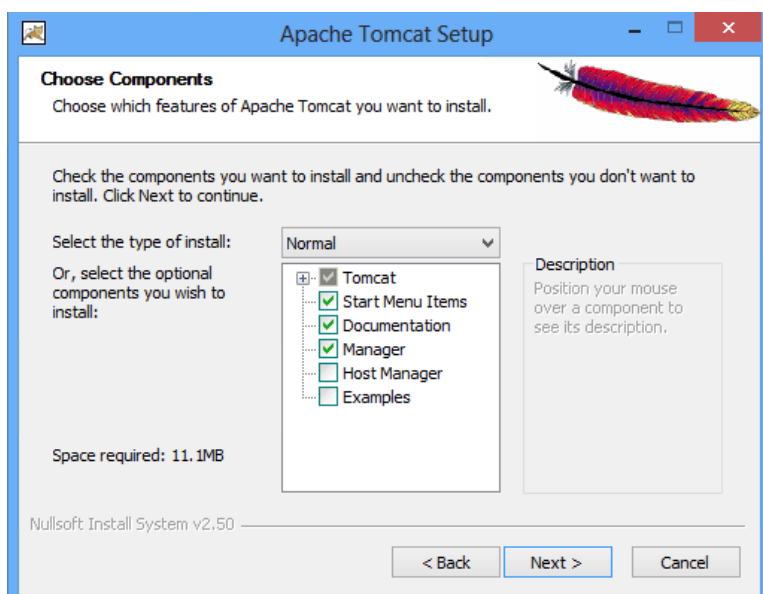 Apache Tomcat Setup
Choose Components
Choose which features of Apache Tomcat you want to install.
Check the components you want to install and uncheck the components you don't want to
install. Click Next to continue.
Select the type of install:
Normal
Or, select the optional
components you wish to
install:
Tomcat
Start Menu Items
Documentation
Manager
Host Manager
Examples
Description
Position your mouse
over a component to
see its description.
Space required: 11.1MB
Nullsoft Install System v2.50
< Back
Next >
Cancel